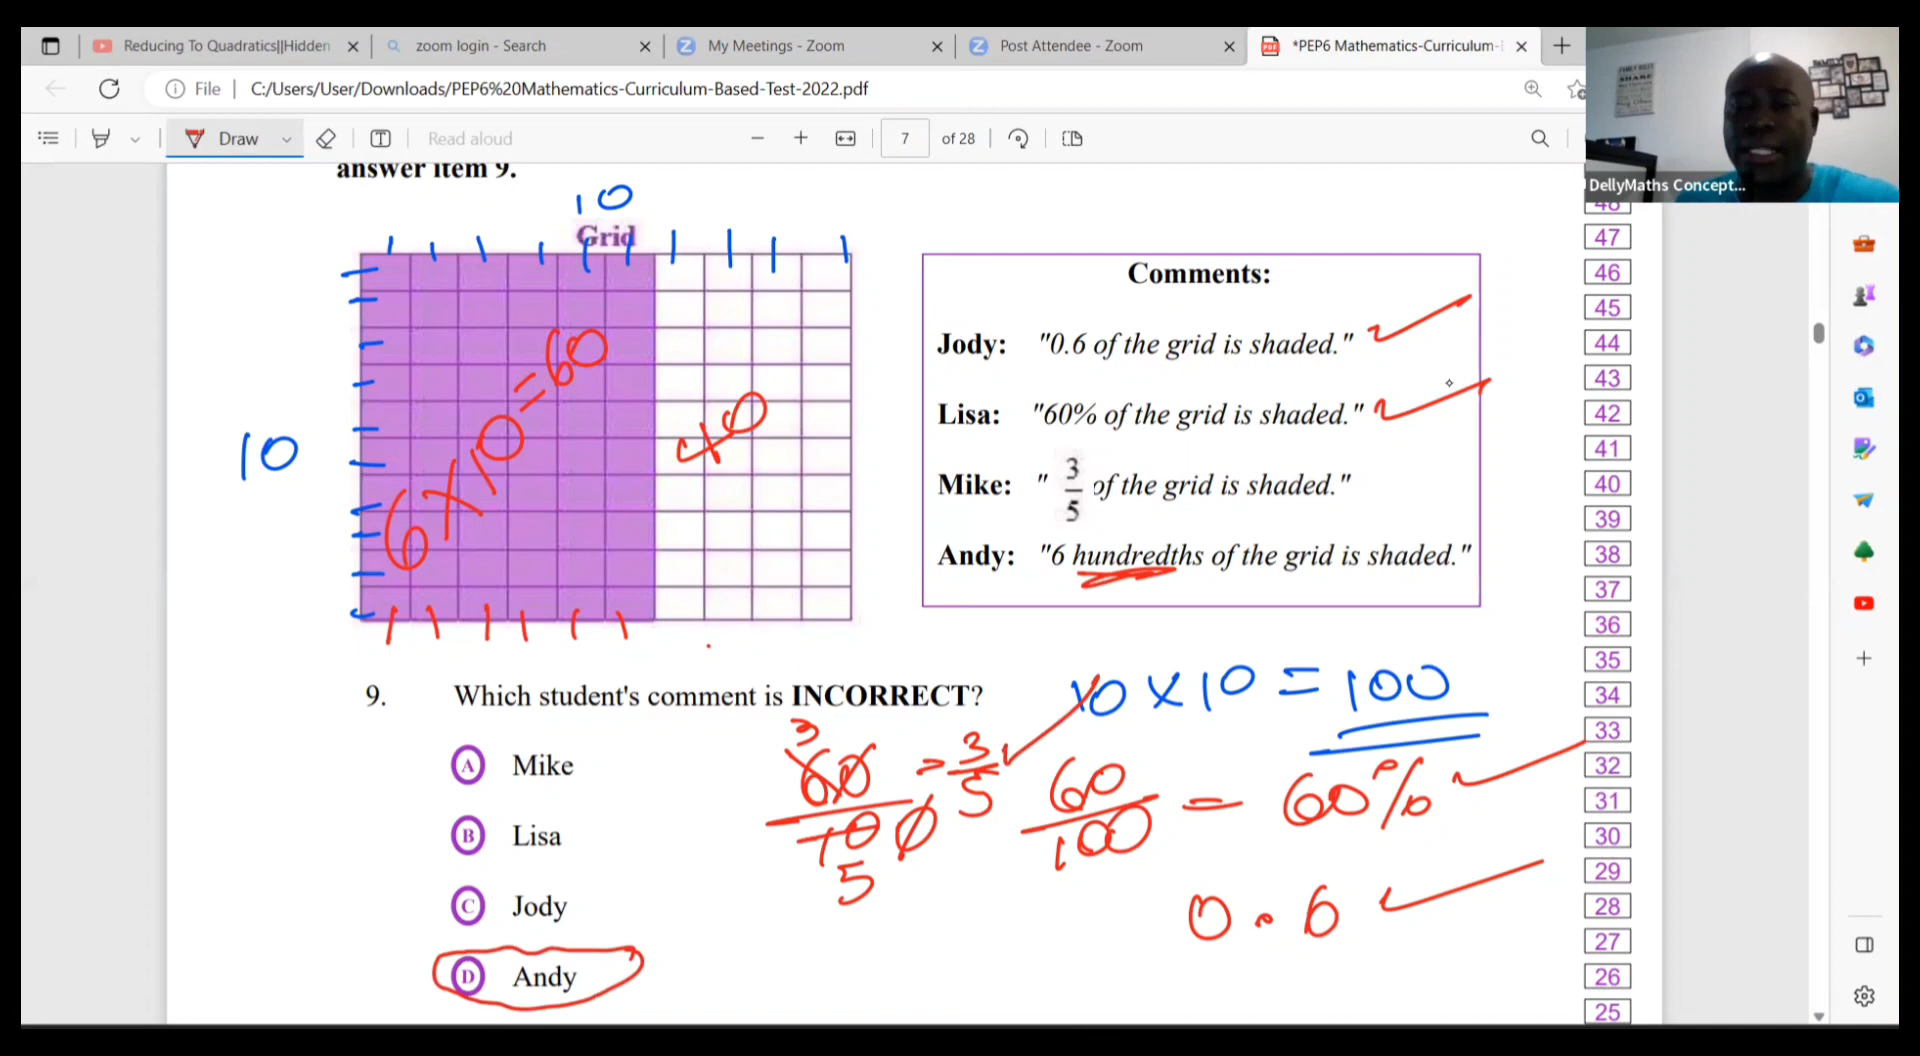 Reducing To Quadratics||Hidden
zoom login - Search
My Meetings - Zoom
Post Attendee - Zoom
*PEP6 Mathematics-Curriculum-
File
C:/Users/User/Downloads/PEP6%20Mathematics-Curriculum-Based-Test-2022.pdf
Draw
Read aloud
7
of 28
DellyMaths Concept...
answer item 9.
10
Grid
10
6×10=60
40
Comments:
Jody: "0.6 of the grid is shaded."
Lisa: "60% of the grid is shaded."
Mike: " 3/5 of the grid is shaded."
Andy: "6 hundredths of the grid is shaded."
9. Which student's comment is INCORRECT?
10 × 10 = 100
A Mike
B Lisa
C Jody
D Andy
3
60/100 = 3/5
5
60/100 = 60%
0.6
48
47
46
45
44
43
42
41
40
39
38
37
36
35
34
33
32
31
30
29
28
27
26
25